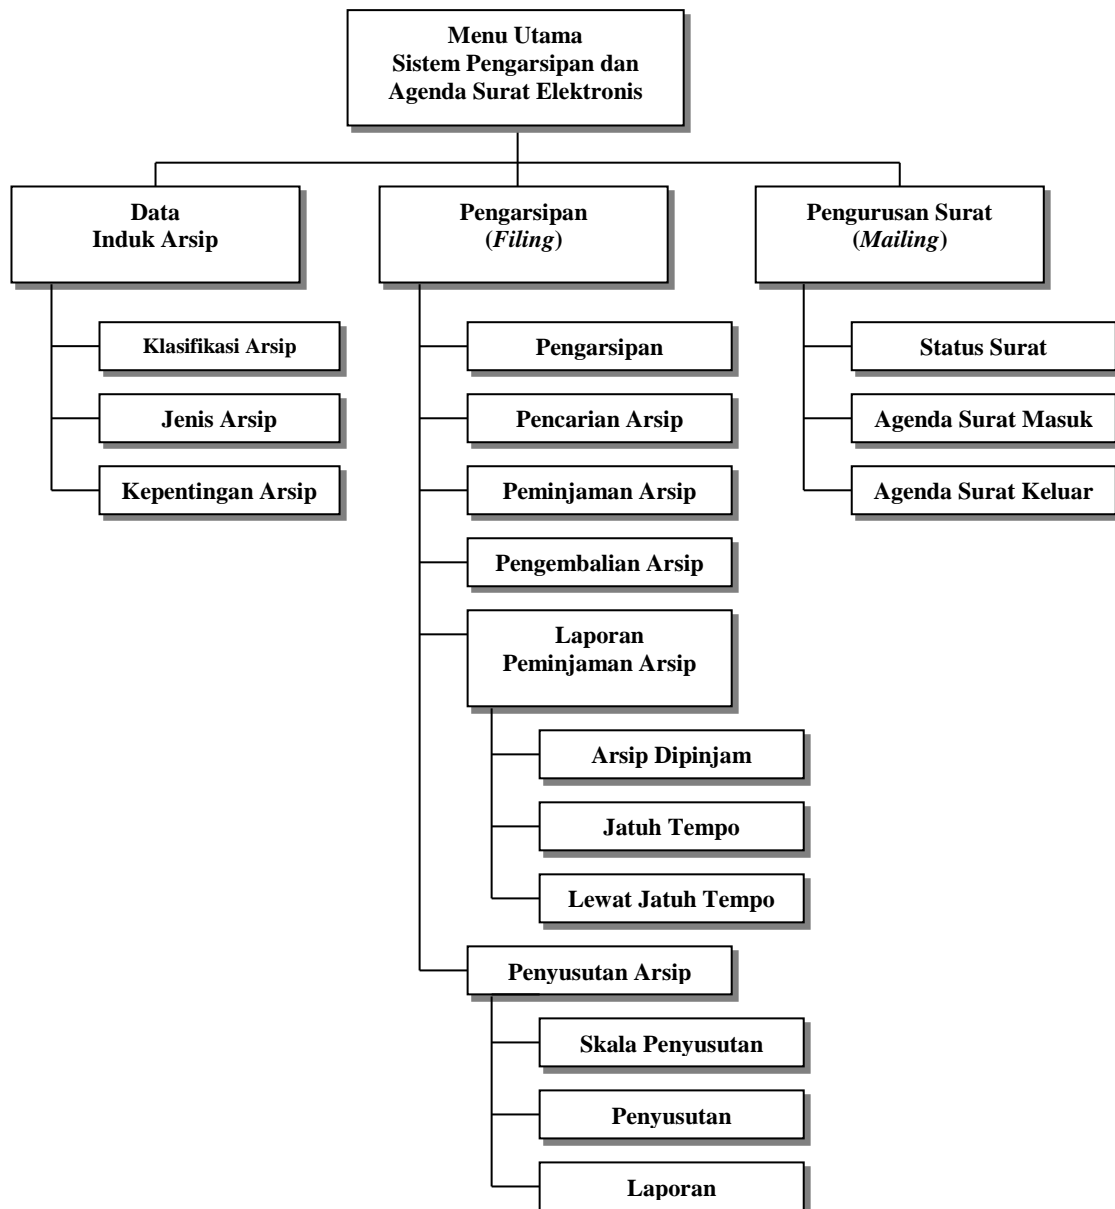 Menu Utama
Sistem Pengarsipan dan
Agenda Surat Elektronis
Data
Induk Arsip
Klasifikasi Arsip
Jenis Arsip
Kepentingan Arsip
Pengarsipan
(Filing)
Pengarsipan
Pencarian Arsip
Peminjaman Arsip
Pengembalian Arsip
Laporan
Peminjaman Arsip
Arsip Dipinjam
Jatuh Tempo
Lewat Jatuh Tempo
Penyusutan Arsip
Skala Penyusutan
Penyusutan
Laporan
Pengurusan Surat
(Mailing)
Status Surat
Agenda Surat Masuk
Agenda Surat Keluar